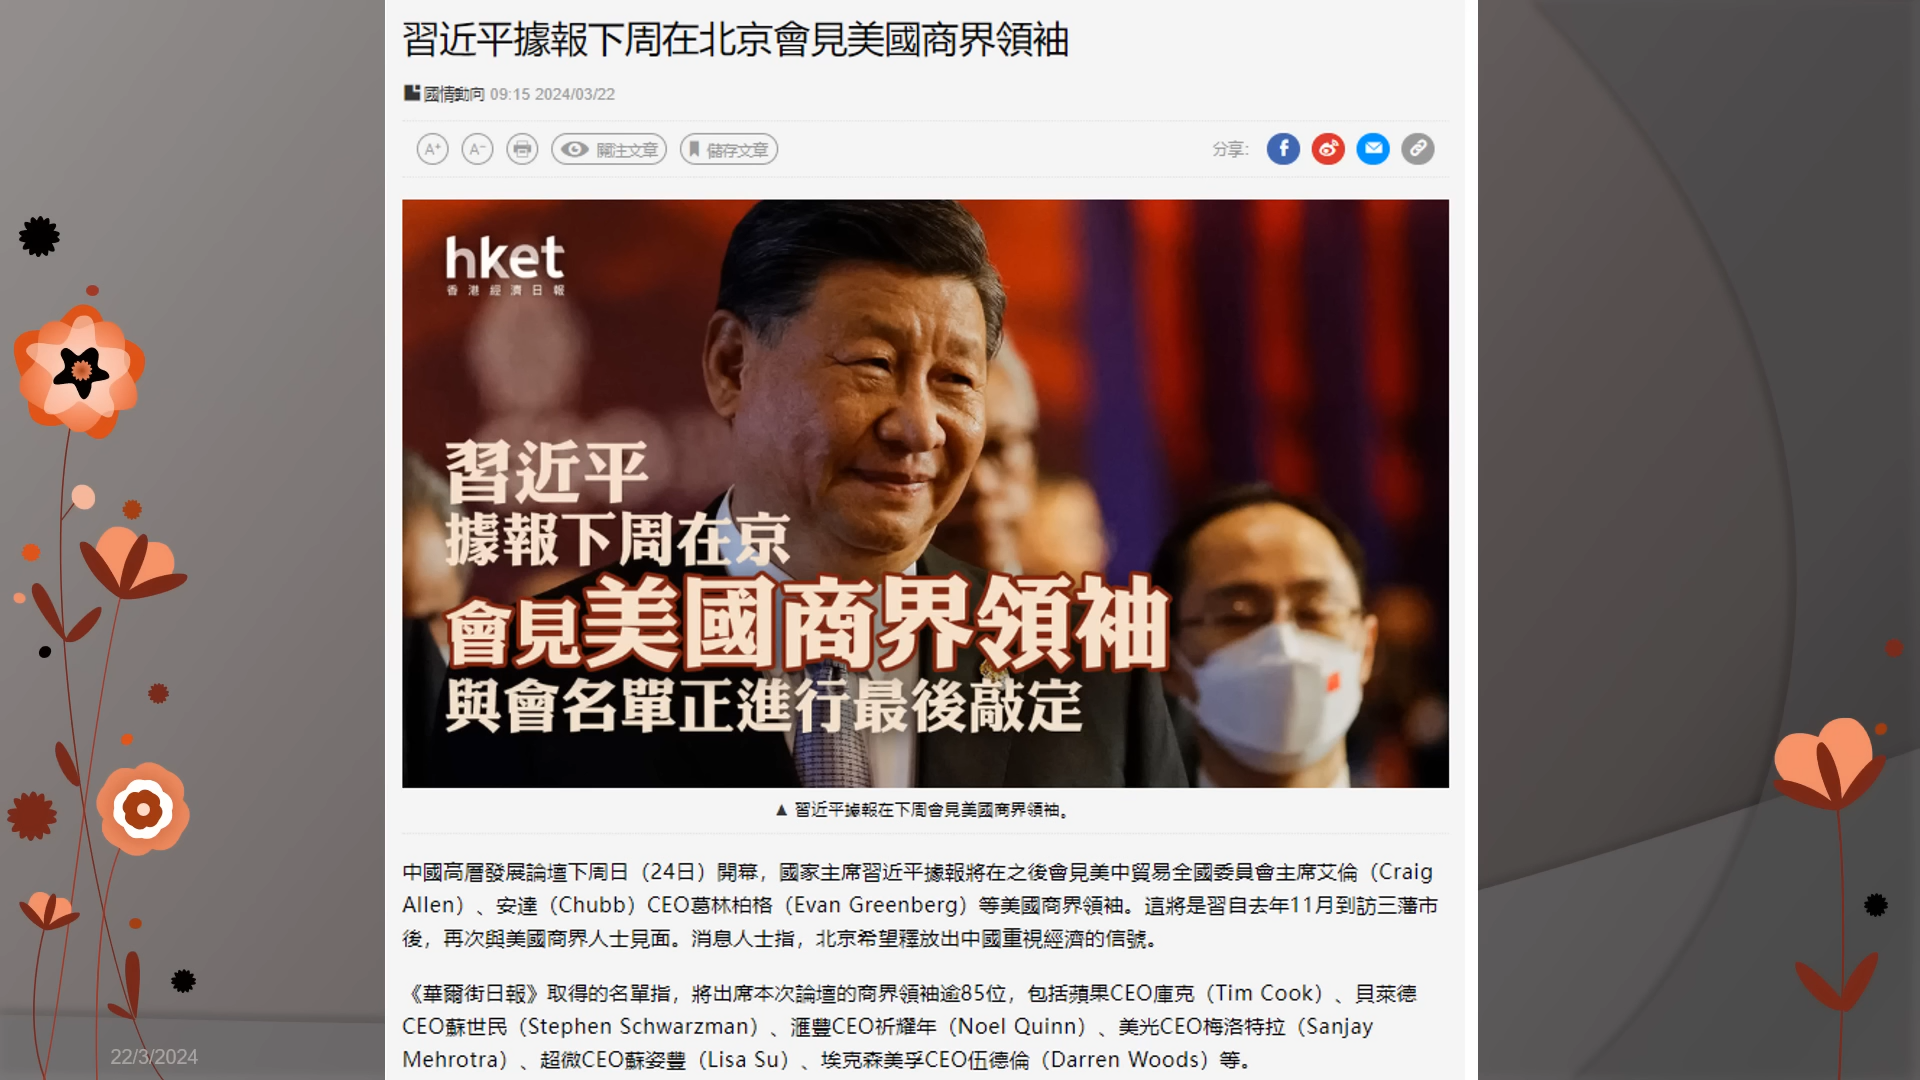 習近平據報下周在北京會見美國商界領袖
國情動向 09:15 2024/03/22
A+ A- 關注文章 儲存文章 分享:
hket
香港經濟日報
習近平
據報下周在京
會見美國商界領袖
與會名單正進行最後敲定
▲ 習近平據報在下周會見美國商界領袖。
中國高層發展論壇下周日（24日）開幕，國家主席習近平據報將在之後會見美中貿易全國委員會主席艾倫（Craig
Allen）、安達（Chubb）CEO葛林柏格（Evan Greenberg）等美國商界領袖。這將是習自去年11月到訪三藩市
後，再次與美國商界人士見面。消息人士指，北京希望釋放出中國重視經濟的信號。
《華爾街日報》取得的名單指，將出席本次論壇的商界領袖逾85位，包括蘋果CEO庫克（Tim Cook）、貝萊德
CEO蘇世民（Stephen Schwarzman）、滙豐CEO祈耀年（Noel Quinn）、美光CEO梅洛特拉（Sanjay
Mehrotra）、超微CEO蘇姿豐（Lisa Su）、埃克森美孚CEO伍德倫（Darren Woods）等。
22/3/2024